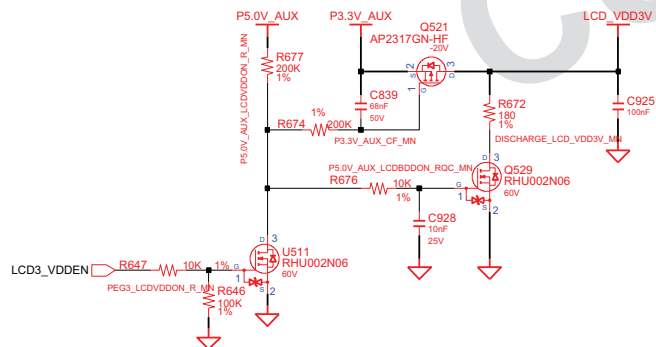 P5.0V_AUX
P3.3V_AUX
LCD_VDD3V
Q521
AP2317GN-HF
-20V
R677
200K
1%
P5.0V_AUX_LCDVDDON_R_MN
2
S
D
3
1
G
C839
68nF
50V
R672
180
1%
C925
100nF
1%
R674
200K
P3.3V_AUX_CF_MN
DISCHARGE_LCD_VDD3V_MN
P5.0V_AUX_LCDBDDON_RQC_MN
R676
10K
1%
D
3
Q529
RHU002N06
60V
G
1
S
2
C928
10nF
25V
D
3
U511
RHU002N06
60V
G
1
S
2
LCD3_VDDEN
R647
10K
1%
PEG3_LCDVDDON_R_MN
R646
100K
1%